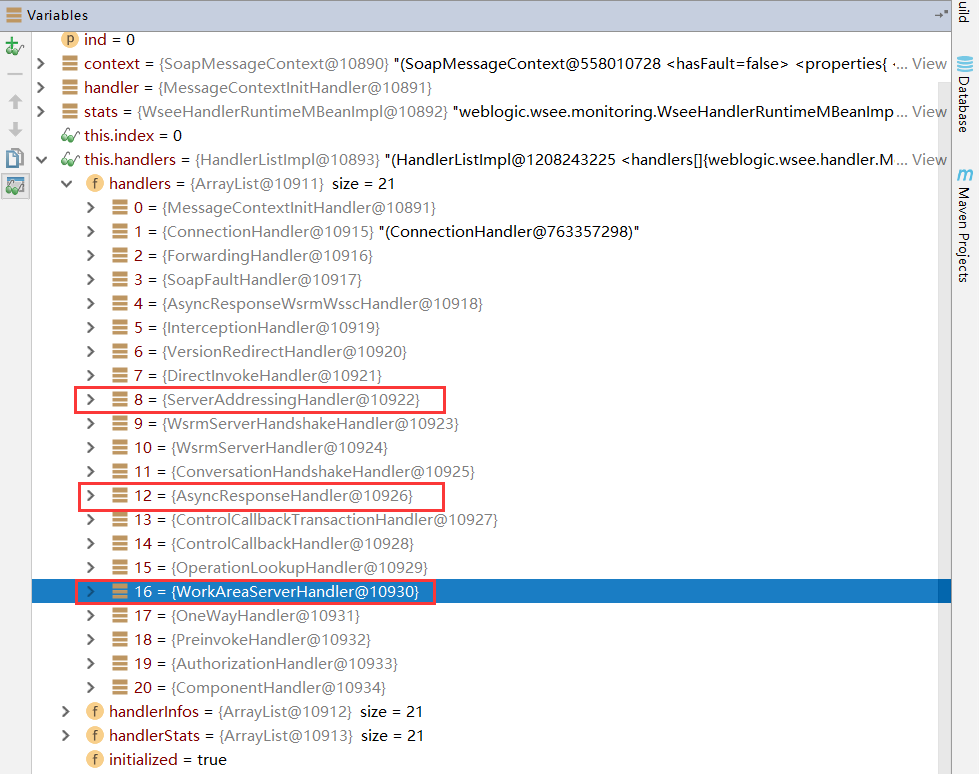 Variables
ind = 0
context = {SoapMessageContext@10890} "(SoapMessageContext@558010728 <hasFault=false> <properties{ ‹... View
handler = {MessageContextInitHandler@10891}
stats = {WseeHandlerRuntimeMBeanImpl@10892} "weblogic.wsee.monitoring.WseeHandlerRuntimeMBeanImp... View
this.index = 0
this.handlers = {HandlerListImpl@10893} "(HandlerListImpl@1208243225 <handlers[]{weblogic.wsee.handler.M... View
handlers = {ArrayList@10911} size = 21
0 = {MessageContextInitHandler@10891}
1 = {ConnectionHandler@10915} "(ConnectionHandler@763357298)"
2 = {ForwardingHandler@10916}
3 = {SoapFaultHandler@10917}
4 = {AsyncResponseWsrmWsscHandler@10918}
5 = {InterceptionHandler@10919}
6 = {VersionRedirectHandler@10920}
7 = {DirectInvokeHandler@10921}
8 = {ServerAddressingHandler@10922}
9 = {WsrmServerHandshakeHandler@10923}
10 = {WsrmServerHandler@10924}
11 = {ConversationHandshakeHandler@10925}
12 = {AsyncResponseHandler@10926}
13 = {ControlCallbackTransactionHandler@10927}
14 = {ControlCallbackHandler@10928}
15 = {OperationLookupHandler@10929}
16 = {WorkAreaServerHandler@10930}
17 = {OneWayHandler@10931}
18 = {PreinvokeHandler@10932}
19 = {AuthorizationHandler@10933}
20 = {ComponentHandler@10934}
handlerInfos = {ArrayList@10912} size = 21
handlerStats = {ArrayList@10913} size = 21
initialized = true
uild
Database
Maven Projects